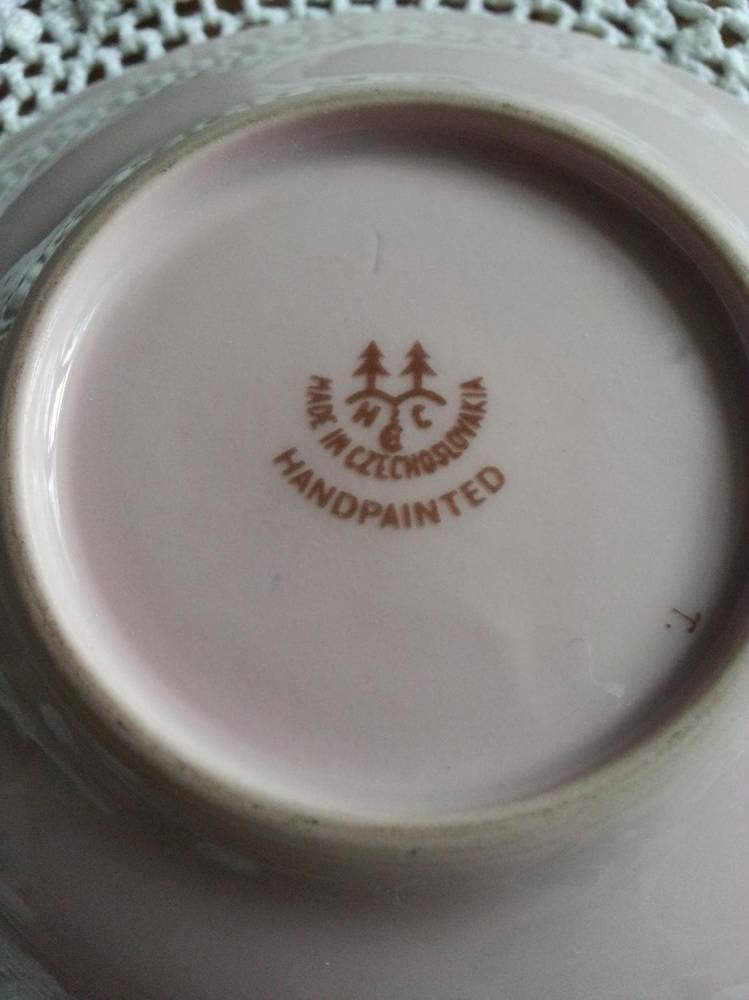 H C
MADE IN CZECHOSLOVAKIA
HANDPAINTED
T.